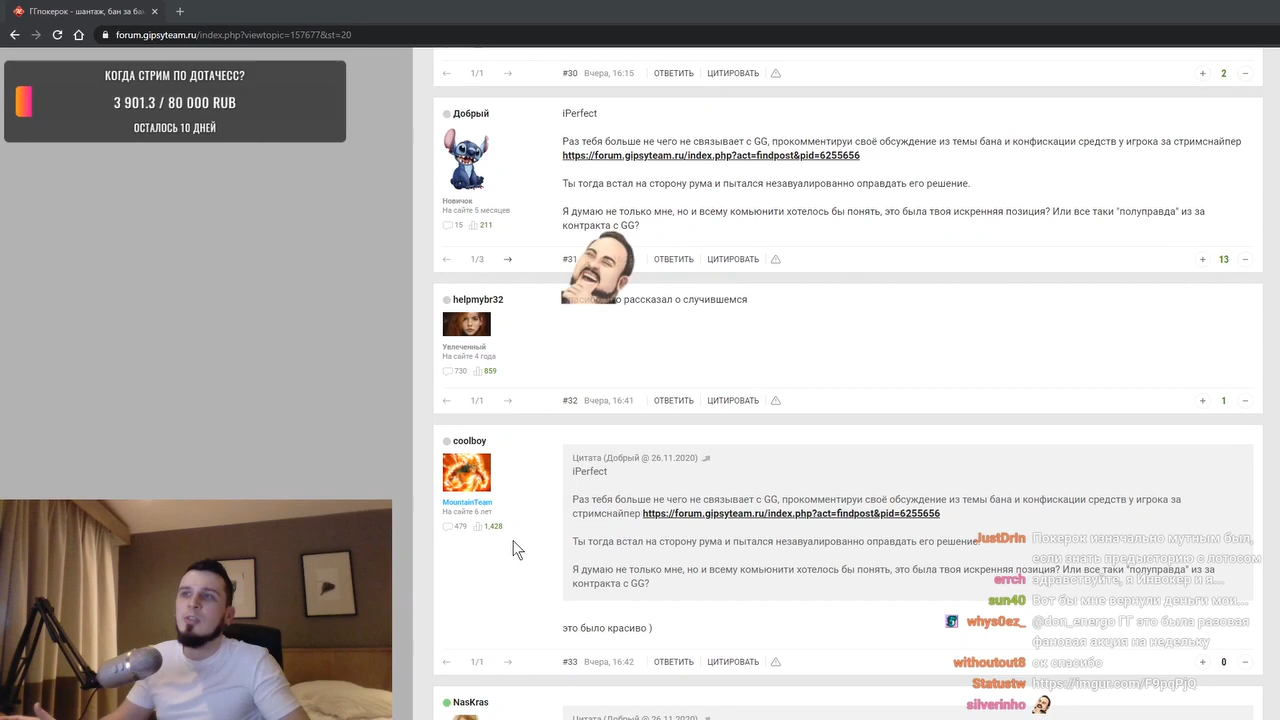 ГГпокерок - шантаж, бан за ба
forum.gipsyteam.ru/index.php?viewtopic=157677&st=20
КОГДА СТРИМ ПО ДОТАЧЕСС?
3 901.3 / 80 000 RUB
ОСТАЛОСЬ 10 ДНЕЙ
1/1
#30 Вчера, 16:15 ОТВЕТИТЬ ЦИТИРОВАТЬ
+ 2 −
Добрый
Новичок
На сайте 5 месяцев
15 211
iPerfect
Раз тебя больше не чего не связывает с GG, прокомментируи своё обсуждение из темы бана и конфискации средств у игрока за стримснайпер
https://forum.gipsyteam.ru/index.php?act=findpost&pid=6255656
Ты тогда встал на сторону рума и пытался незавуалированно оправдать его решение.
Я думаю не только мне, но и всему комьюнити хотелось бы понять, это была твоя искренняя позиция? Или все таки "полуправда" из за
контракта с GG?
1/3
#31 ОТВЕТИТЬ ЦИТИРОВАТЬ
+ 13 −
helpmybr32
Увлеченный
На сайте 4 года
730 859
рассказал о случившемся
1/1
#32 Вчера, 16:41 ОТВЕТИТЬ ЦИТИРОВАТЬ
+ 1 −
coolboy
MountainTeam
На сайте 6 лет
479 1,428
Цитата (Добрый @ 26.11.2020)
iPerfect
Раз тебя больше не чего не связывает с GG, прокомментируи своё обсуждение из темы бана и конфискации средств у игрока за
стримснайпер https://forum.gipsyteam.ru/index.php?act=findpost&pid=6255656
Ты тогда встал на сторону рума и пытался незавуалированно оправдать его решение.
Я думаю не только мне, но и всему комьюнити хотелось бы понять, это была твоя искренняя позиция? Или все таки "полуправда" из за
контракта с GG?
это было красиво )
1/1
#33 Вчера, 16:42 ОТВЕТИТЬ ЦИТИРОВАТЬ
+ 0 −
NasKras
Цитата (Добрый @ 26.11.2020)
JustDrin Покерок изначально мутным был,
если знать предысторию с лотосом
errch здравствуйте, я Инвокер и я...
sun40 Вот бы мне вернули деньги мои...
whys0ez_ @don_energo ГГ это была разовая
фановая акция на недельку
withoutout8 ок спасибо
Statustw https://imgur.com/F9pqPjQ
silverinho